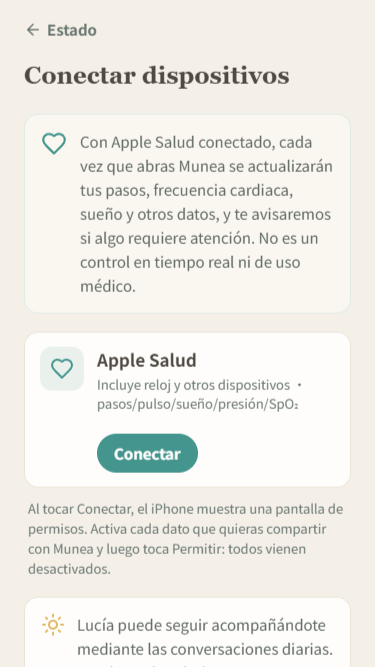 ← Estado
Conectar dispositivos
Con Apple Salud conectado, cada
vez que abras Munea se actualizarán
tus pasos, frecuencia cardiaca,
sueño y otros datos, y te avisaremos
si algo requiere atención. No es un
control en tiempo real ni de uso
médico.
Apple Salud
Incluye reloj y otros dispositivos •
pasos/pulso/sueño/presión/SpO₂
Conectar
Al tocar Conectar, el iPhone muestra una pantalla de
permisos. Activa cada dato que quieras compartir
con Munea y luego toca Permitir: todos vienen
desactivados.
Lucía puede seguir acompañándote
mediante las conversaciones diarias.